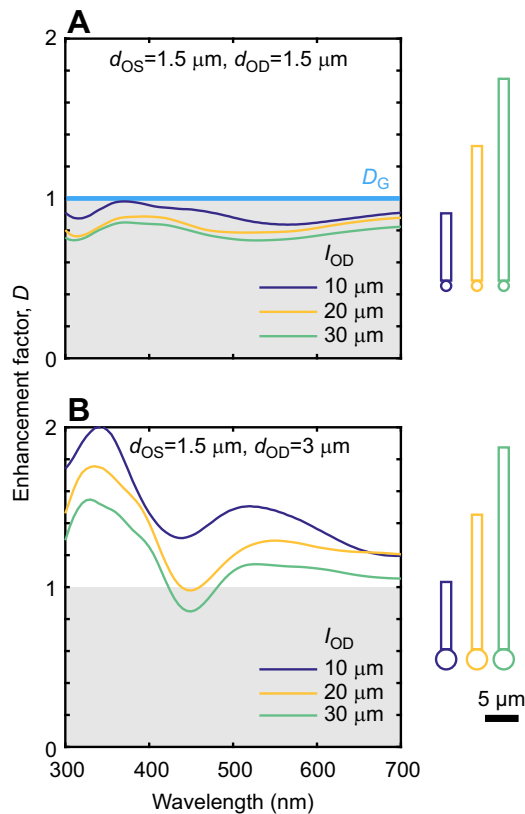 A
d_OS=1.5 μm, d_OD=1.5 μm
2
D_G
1
l_OD
10 μm
20 μm
30 μm
0
Enhancement factor, D
B
d_OS=1.5 μm, d_OD=3 μm
2
1
l_OD
10 μm
20 μm
30 μm
5 μm
0
300 400 500 600 700
Wavelength (nm)